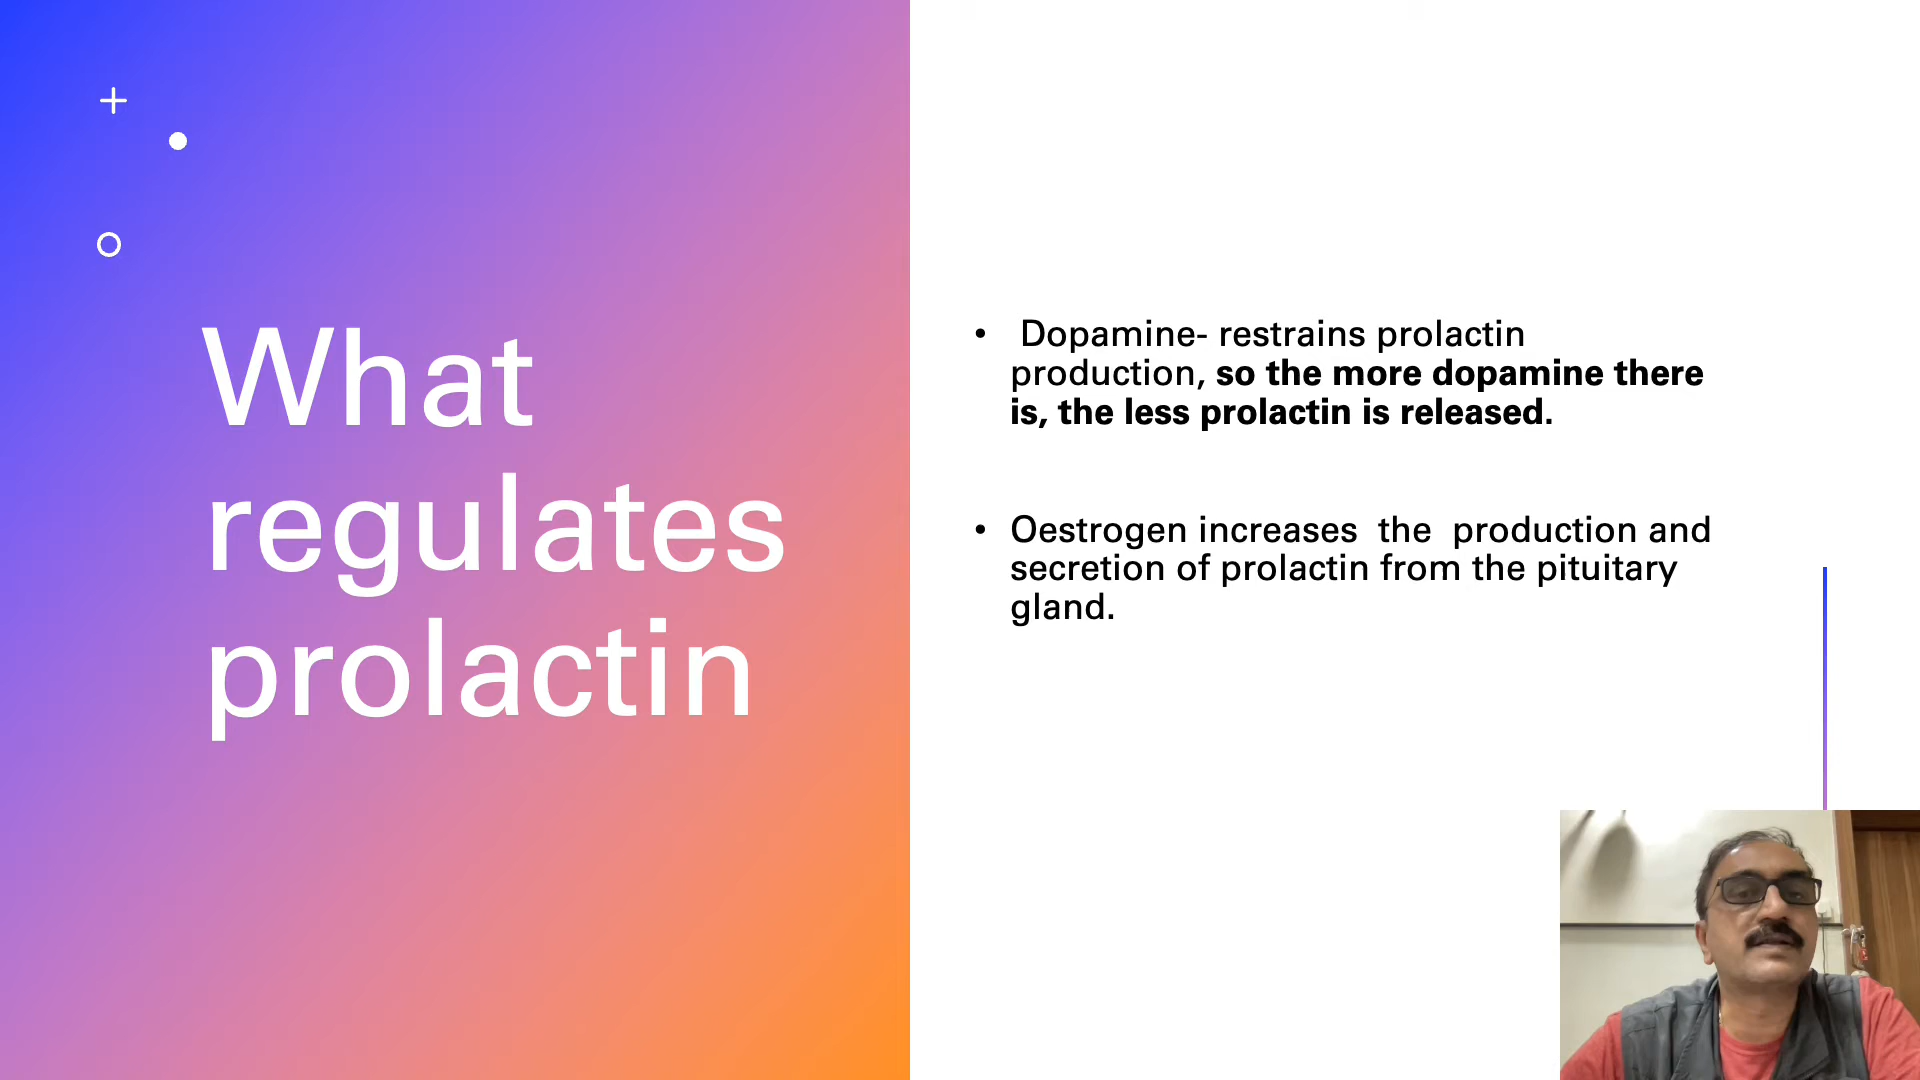 What
regulates
prolactin
• Dopamine- restrains prolactin
production, so the more dopamine there
is, the less prolactin is released.
• Oestrogen increases the production and
secretion of prolactin from the pituitary
gland.